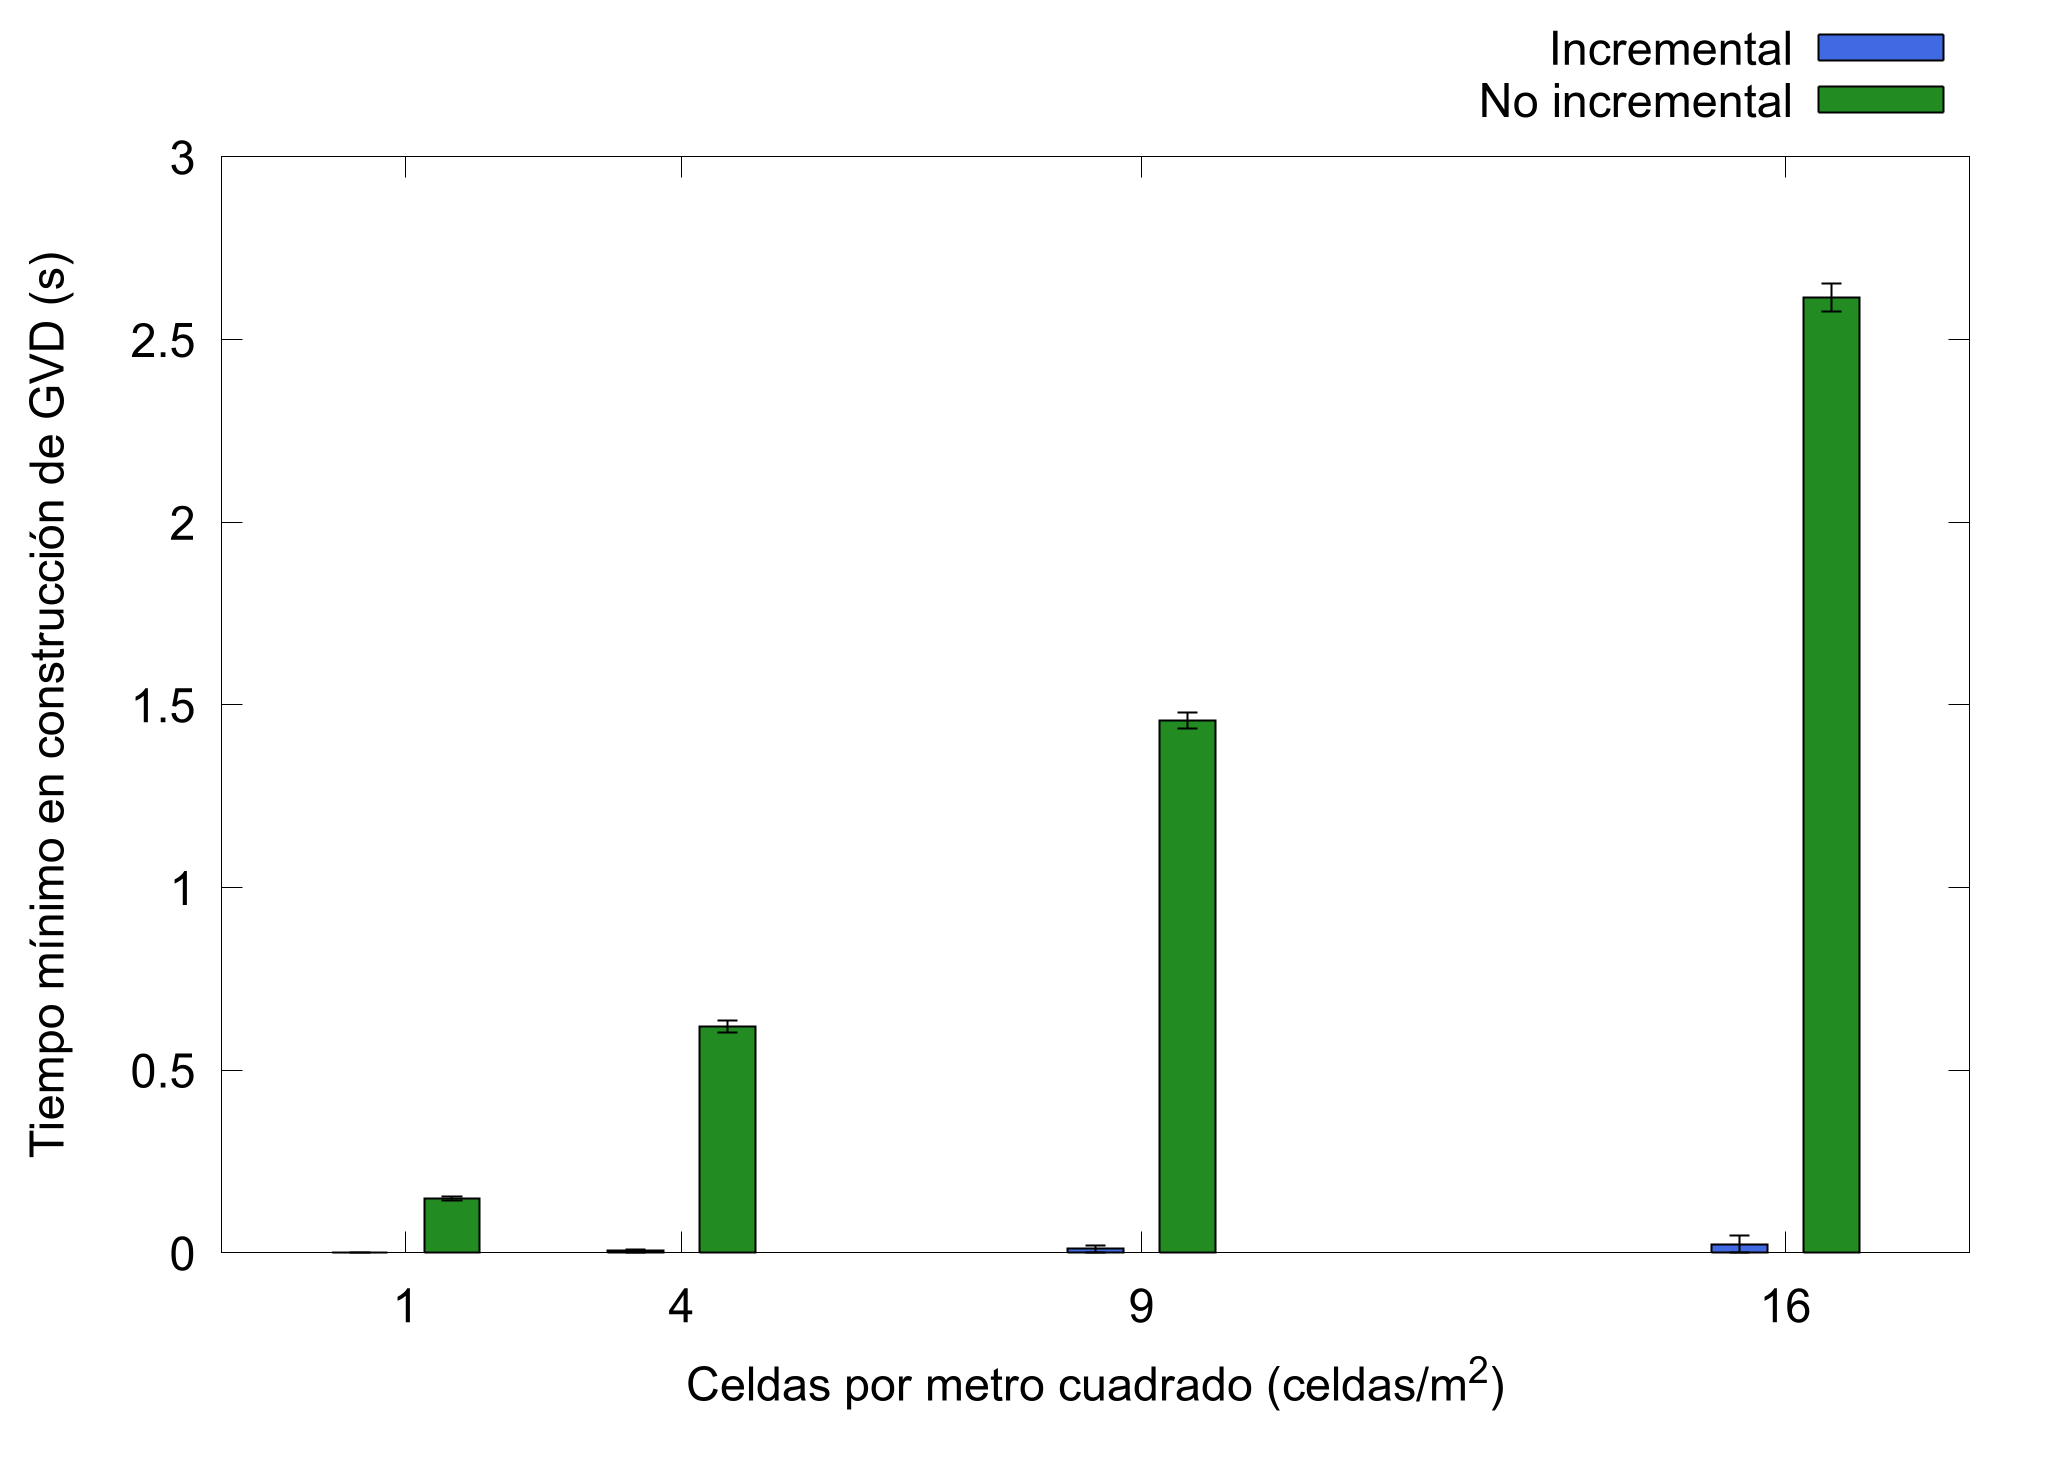 Incremental
No incremental
Tiempo mínimo en construcción de GVD (s)
3
2.5
2
1.5
1
0.5
0
1 4 9 16
Celdas por metro cuadrado (celdas/m²)